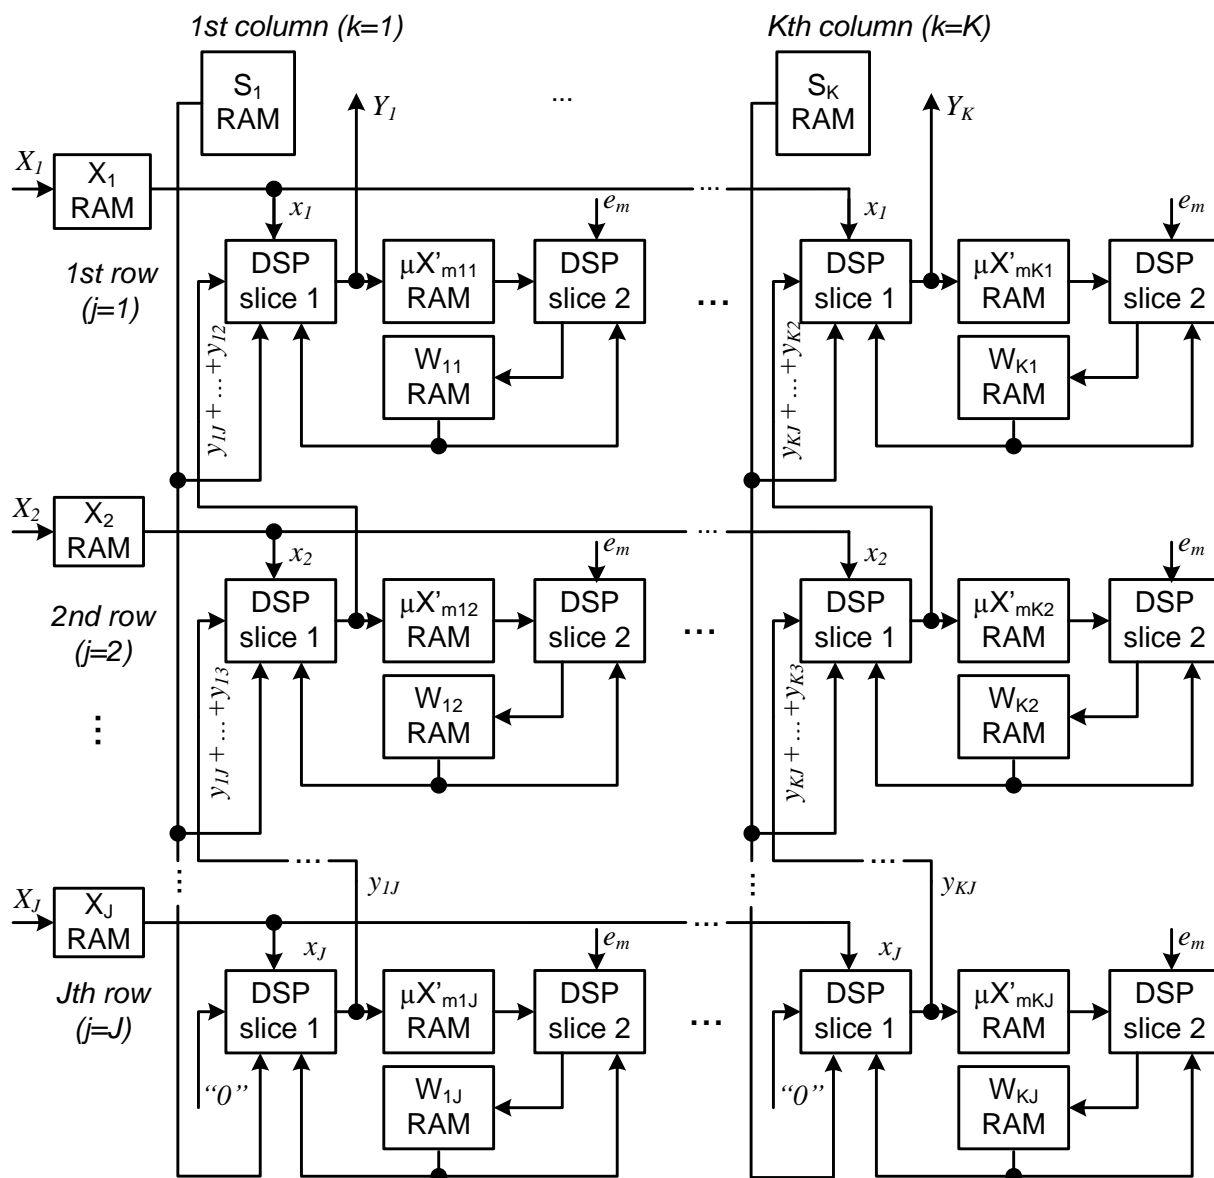 1st column (k=1)
Kth column (k=K)
S1
RAM
Y1
...
SK
RAM
YK
X1
X1
RAM
...
x1
em
x1
em
1st row
(j=1)
DSP
slice 1
μX’m11
RAM
DSP
slice 2
...
DSP
slice 1
μX’mK1
RAM
DSP
slice 2
y1J+...+y12
W11
RAM
yKJ+...+yK2
WK1
RAM
X2
X2
RAM
...
x2
em
x2
em
2nd row
(j=2)
DSP
slice 1
μX’m12
RAM
DSP
slice 2
...
DSP
slice 1
μX’mK2
RAM
DSP
slice 2
...
y1J+...+y13
W12
RAM
yKJ+...+yK3
WK2
RAM
...
...
...
...
y1J
yKJ
XJ
XJ
RAM
...
xJ
em
xJ
em
Jth row
(j=J)
DSP
slice 1
μX’m1J
RAM
DSP
slice 2
...
DSP
slice 1
μX’mKJ
RAM
DSP
slice 2
“0”
W1J
RAM
“0”
WKJ
RAM